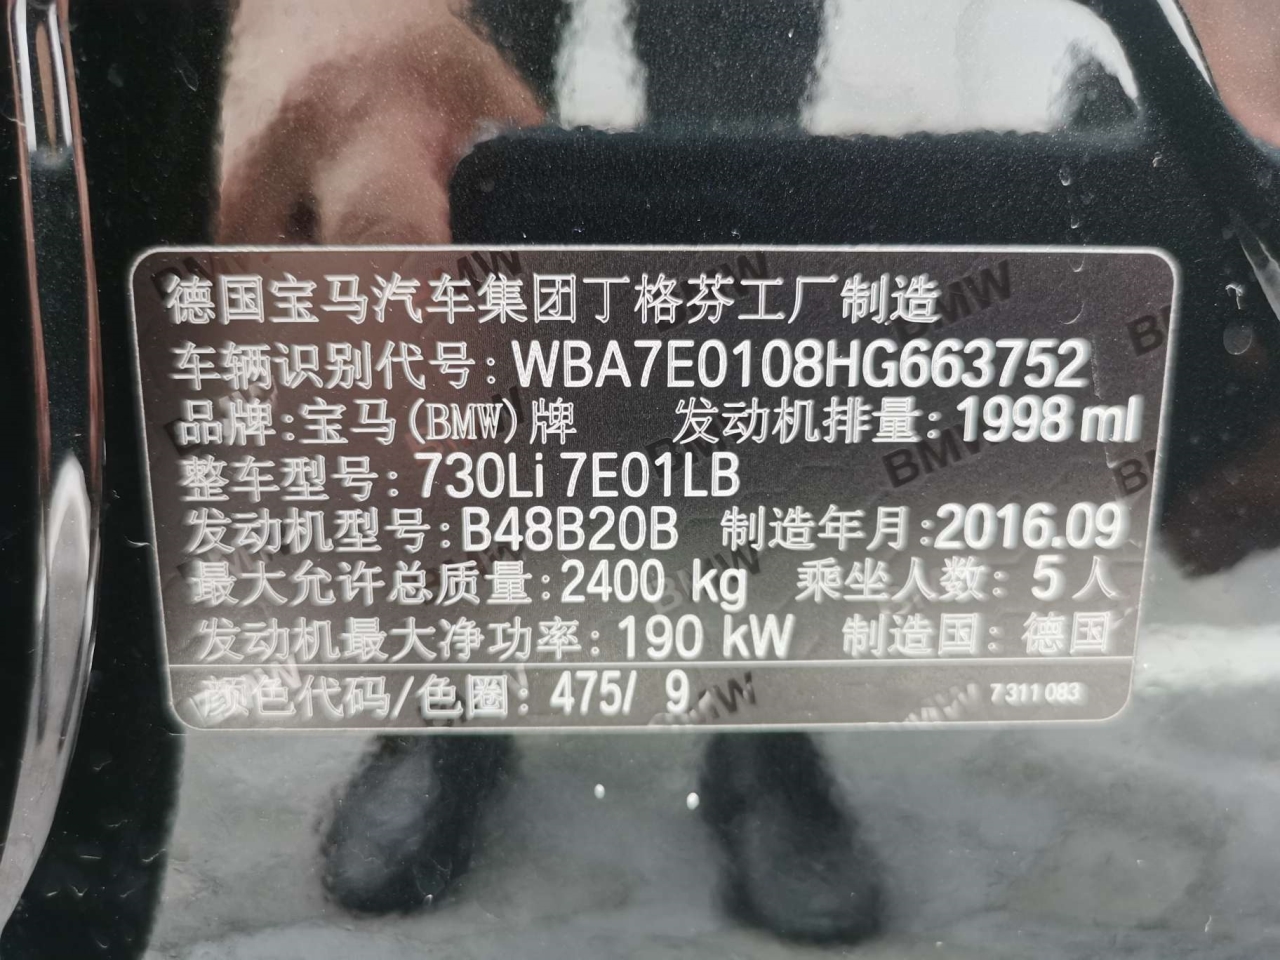 德国宝马汽车集团丁格芬工厂制造
车辆识别代号:WBA7E0108HG663752
品牌:宝马(BMW)牌 发动机排量:1998 ml
整车型号:730Li 7E01LB
发动机型号:B48B20B 制造年月:2016.09
最大允许总质量:2400 kg 乘坐人数: 5 人
发动机最大净功率:190 kW 制造国: 德国
颜色代码/色圈: 475/ 9 7 311 083